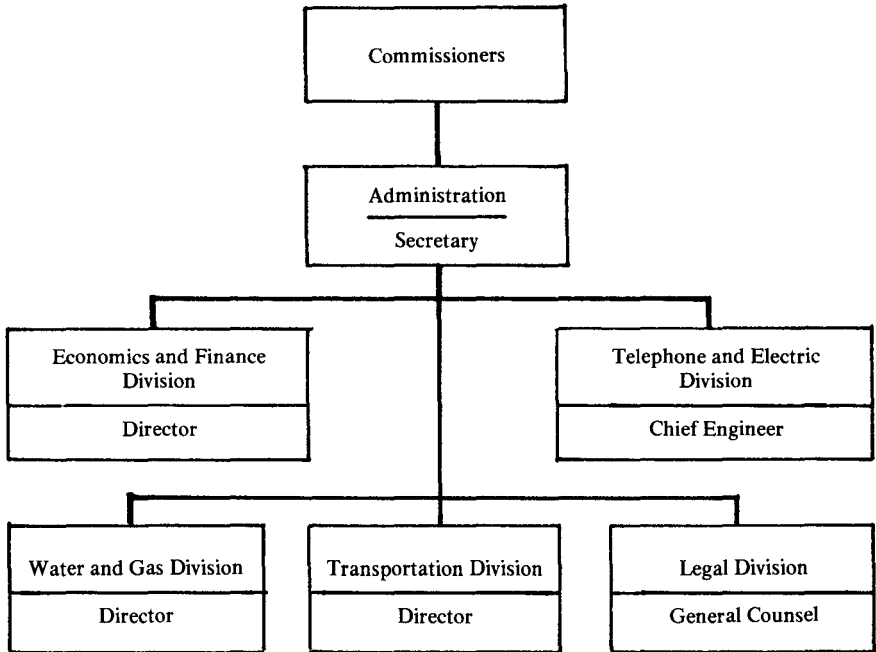 Commissioners
Administration
Secretary
Economics and Finance
Division
Director
Telephone and Electric
Division
Chief Engineer
Water and Gas Division
Director
Transportation Division
Director
Legal Division
General Counsel